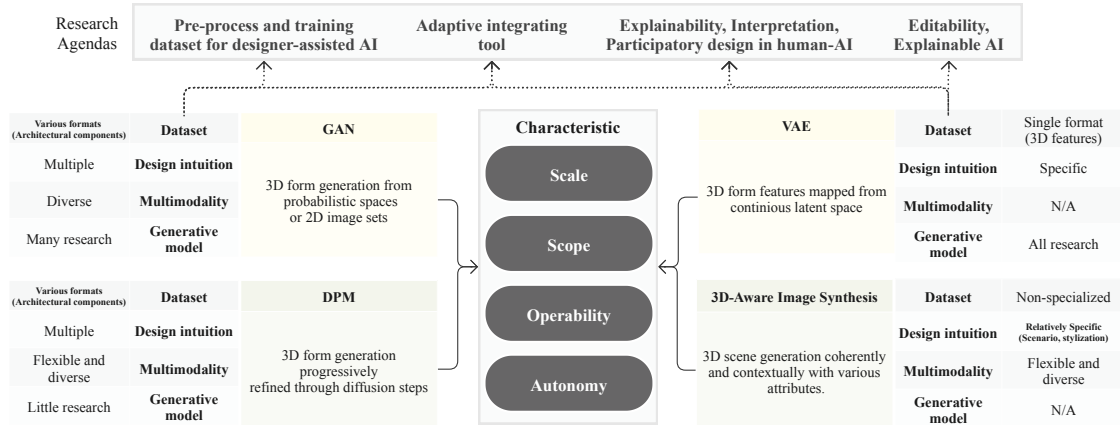 Research
Agendas
Pre-process and training
dataset for designer-assisted AI
Adaptive integrating
tool
Explainability, Interpretation,
Participatory design in human-AI
Editability,
Explainable AI
Various formats
(Architectural components)
Dataset
Multiple
Design intuition
Diverse
Multimodality
Many research
Generative
model
GAN
3D form generation from
probabilistic spaces
or 2D image sets
Various formats
(Architectural components)
Dataset
Multiple
Design intuition
Flexible and
diverse
Multimodality
Little research
Generative
model
DPM
3D form generation
progressively
refined through diffusion steps
Characteristic
Scale
Scope
Operability
Autonomy
VAE
3D form features mapped from
continious latent space
Dataset
Single format
(3D features)
Design intuition
Specific
Multimodality
N/A
Generative
model
All research
3D-Aware Image Synthesis
3D scene generation coherently
and contextually with various
attributes.
Dataset
Non-specialized
Design intuition
Relatively Specific
(Scenario, stylization)
Multimodality
Flexible and
diverse
Generative
model
N/A